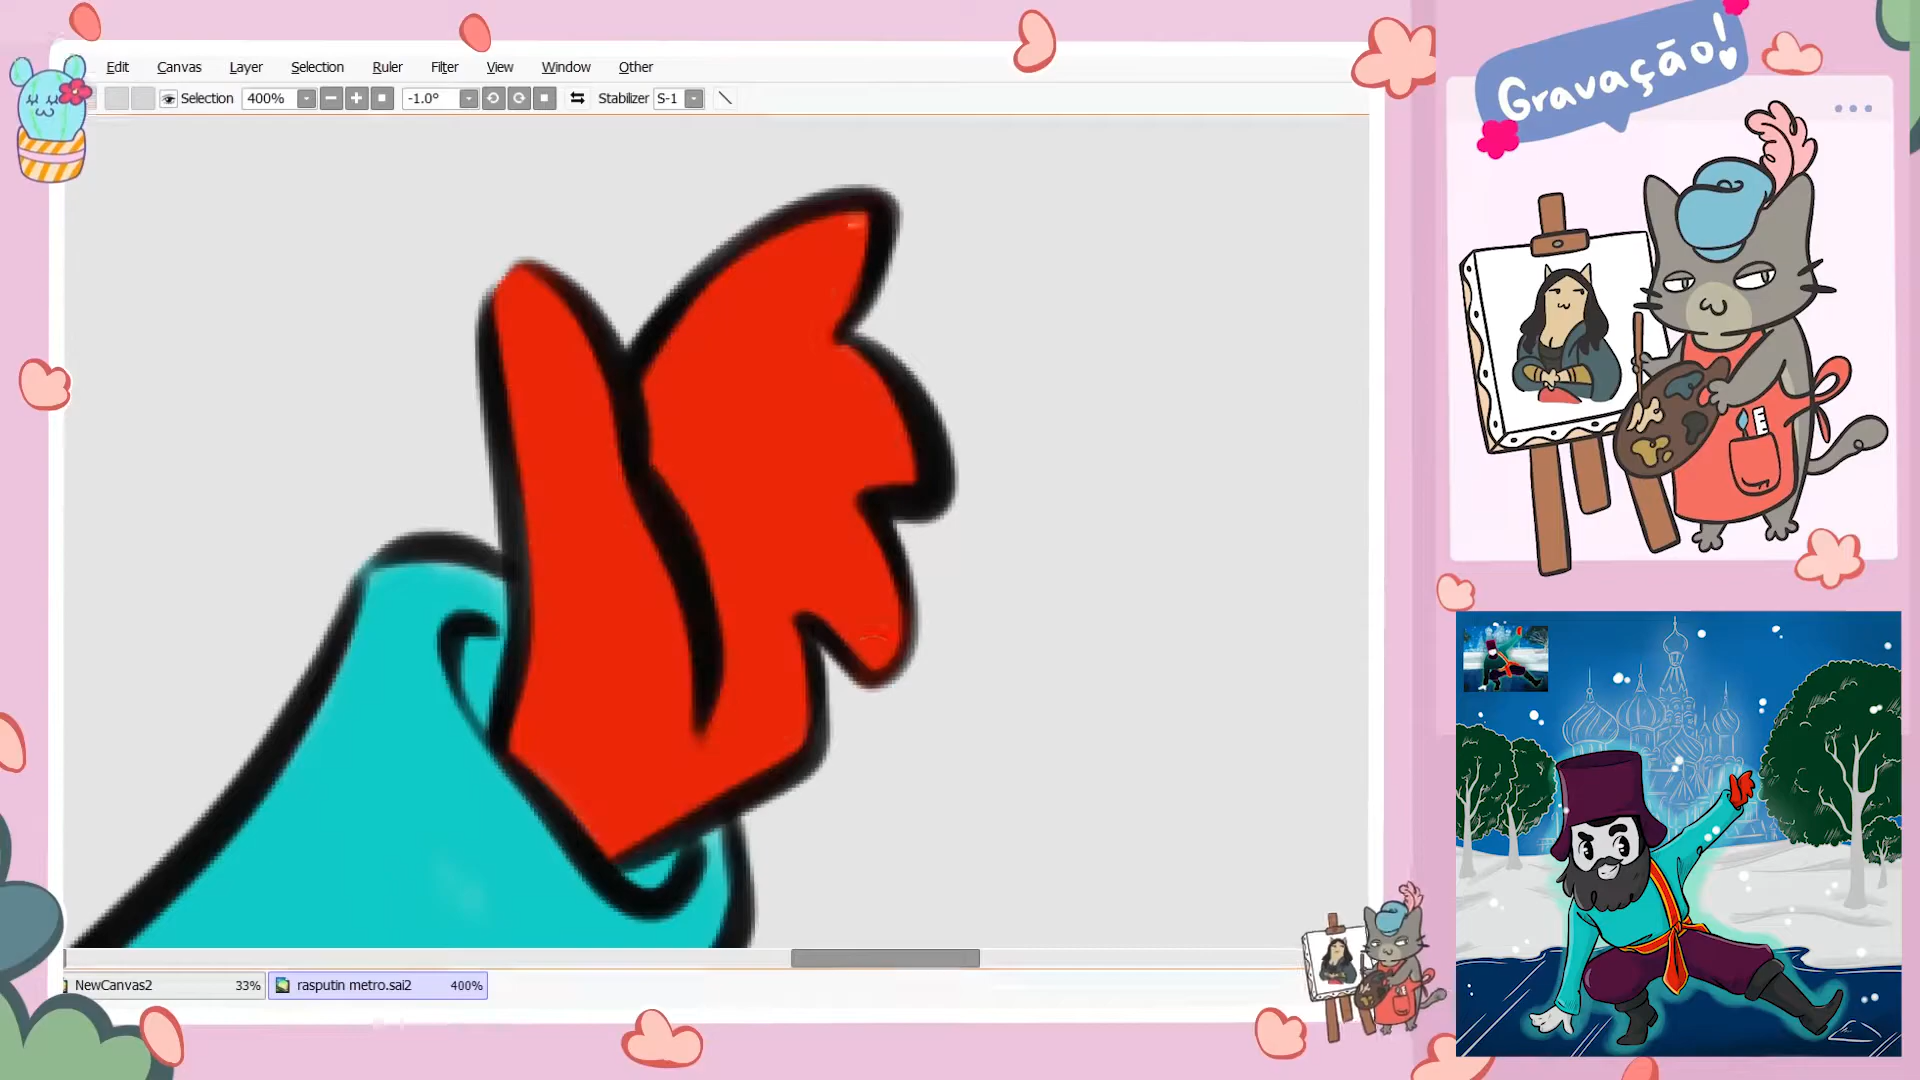 Edit Canvas Layer Selection Ruler Filter View Window Other
Selection 400% -1.0° Stabilizer S-1
NewCanvas2 33% rasputin metro.sai2 400%
Gravação!